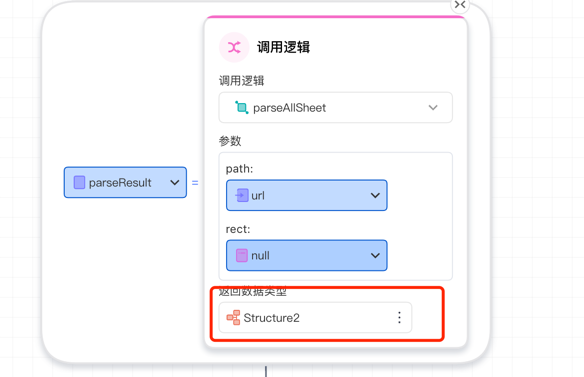 调用逻辑
调用逻辑
parseAllSheet
参数
path:
parseResult
=
url
rect:
null
返回数据类型
Structure2